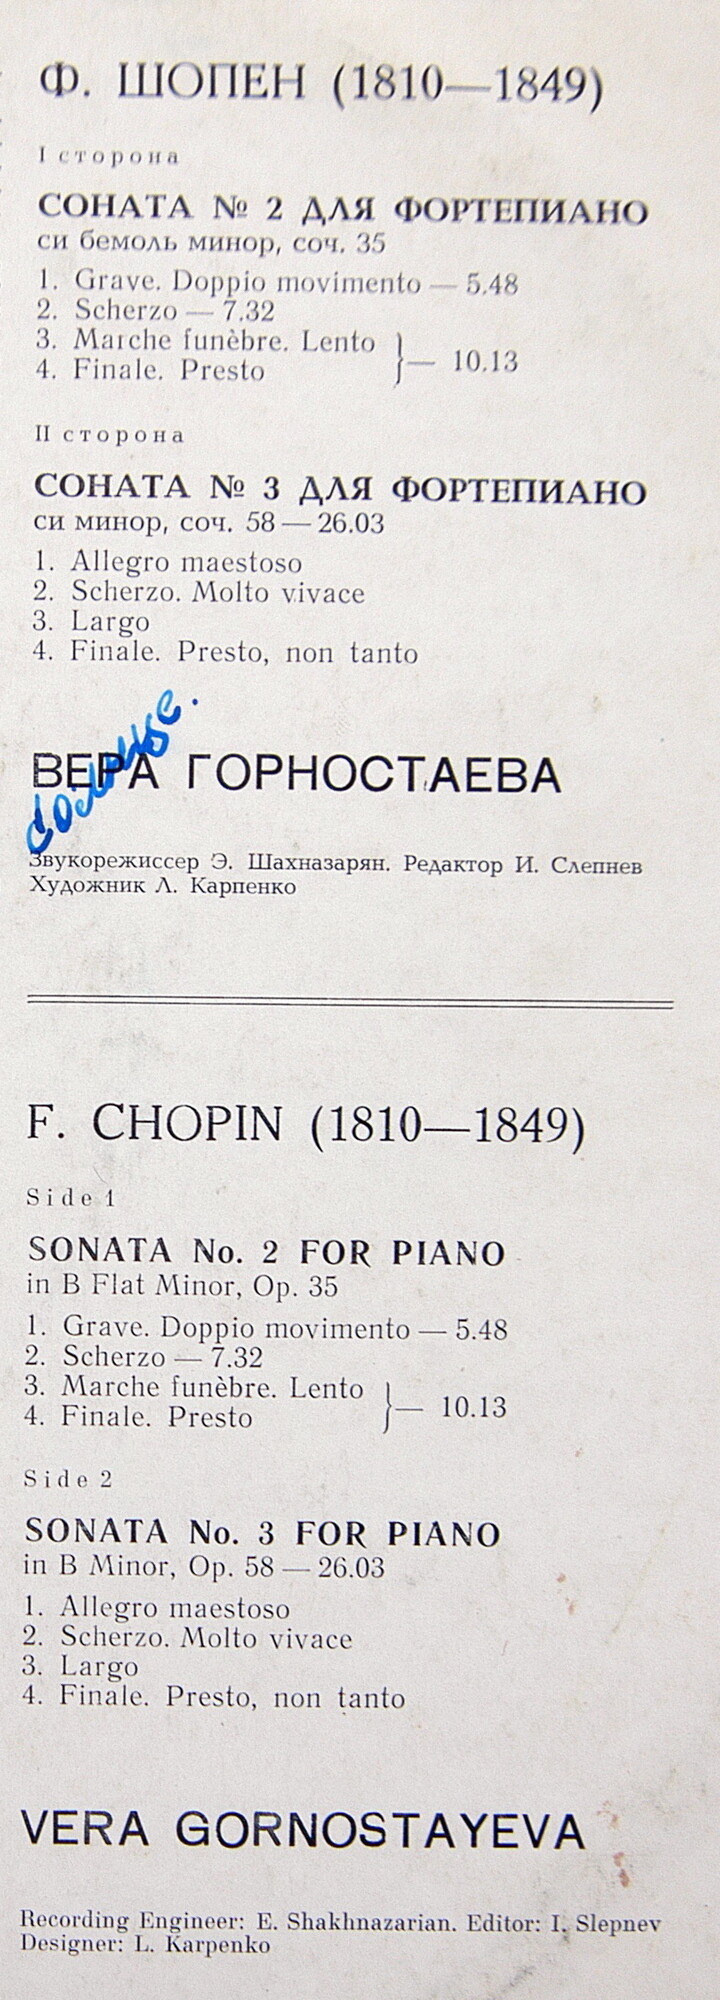 Ф. ШОПЕН (1810—1849)
I сторона
СОНАТА № 2 ДЛЯ ФОРТЕПИАНО
си бемоль минор, соч. 35
1. Grave. Doppio movimento — 5.48
2. Scherzo — 7.32
3. Marche funèbre. Lento
4. Finale. Presto } — 10.13
II сторона
СОНАТА № 3 ДЛЯ ФОРТЕПИАНО
си минор, соч. 58 — 26.03
1. Allegro maestoso
2. Scherzo. Molto vivace
3. Largo
4. Finale. Presto, non tanto
ВЕРА ГОРНОСТАЕВА
Звукорежиссер Э. Шахназарян. Редактор И. Слепнев
Художник Л. Карпенко
F. CHOPIN (1810—1849)
Side 1
SONATA No. 2 FOR PIANO
in B Flat Minor, Op. 35
1. Grave. Doppio movimento — 5.48
2. Scherzo — 7.32
3. Marche funèbre. Lento
4. Finale. Presto } — 10.13
Side 2
SONATA No. 3 FOR PIANO
in B Minor, Op. 58 — 26.03
1. Allegro maestoso
2. Scherzo. Molto vivace
3. Largo
4. Finale. Presto, non tanto
VERA GORNOSTAYEVA
Recording Engineer: E. Shakhnazarian. Editor: I. Slepnev
Designer: L. Karpenko